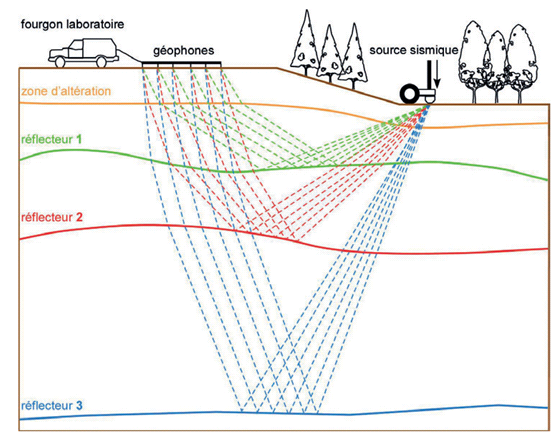 fourgon laboratoire
géophones
source sismique
zone d'altération
réflecteur 1
réflecteur 2
réflecteur 3